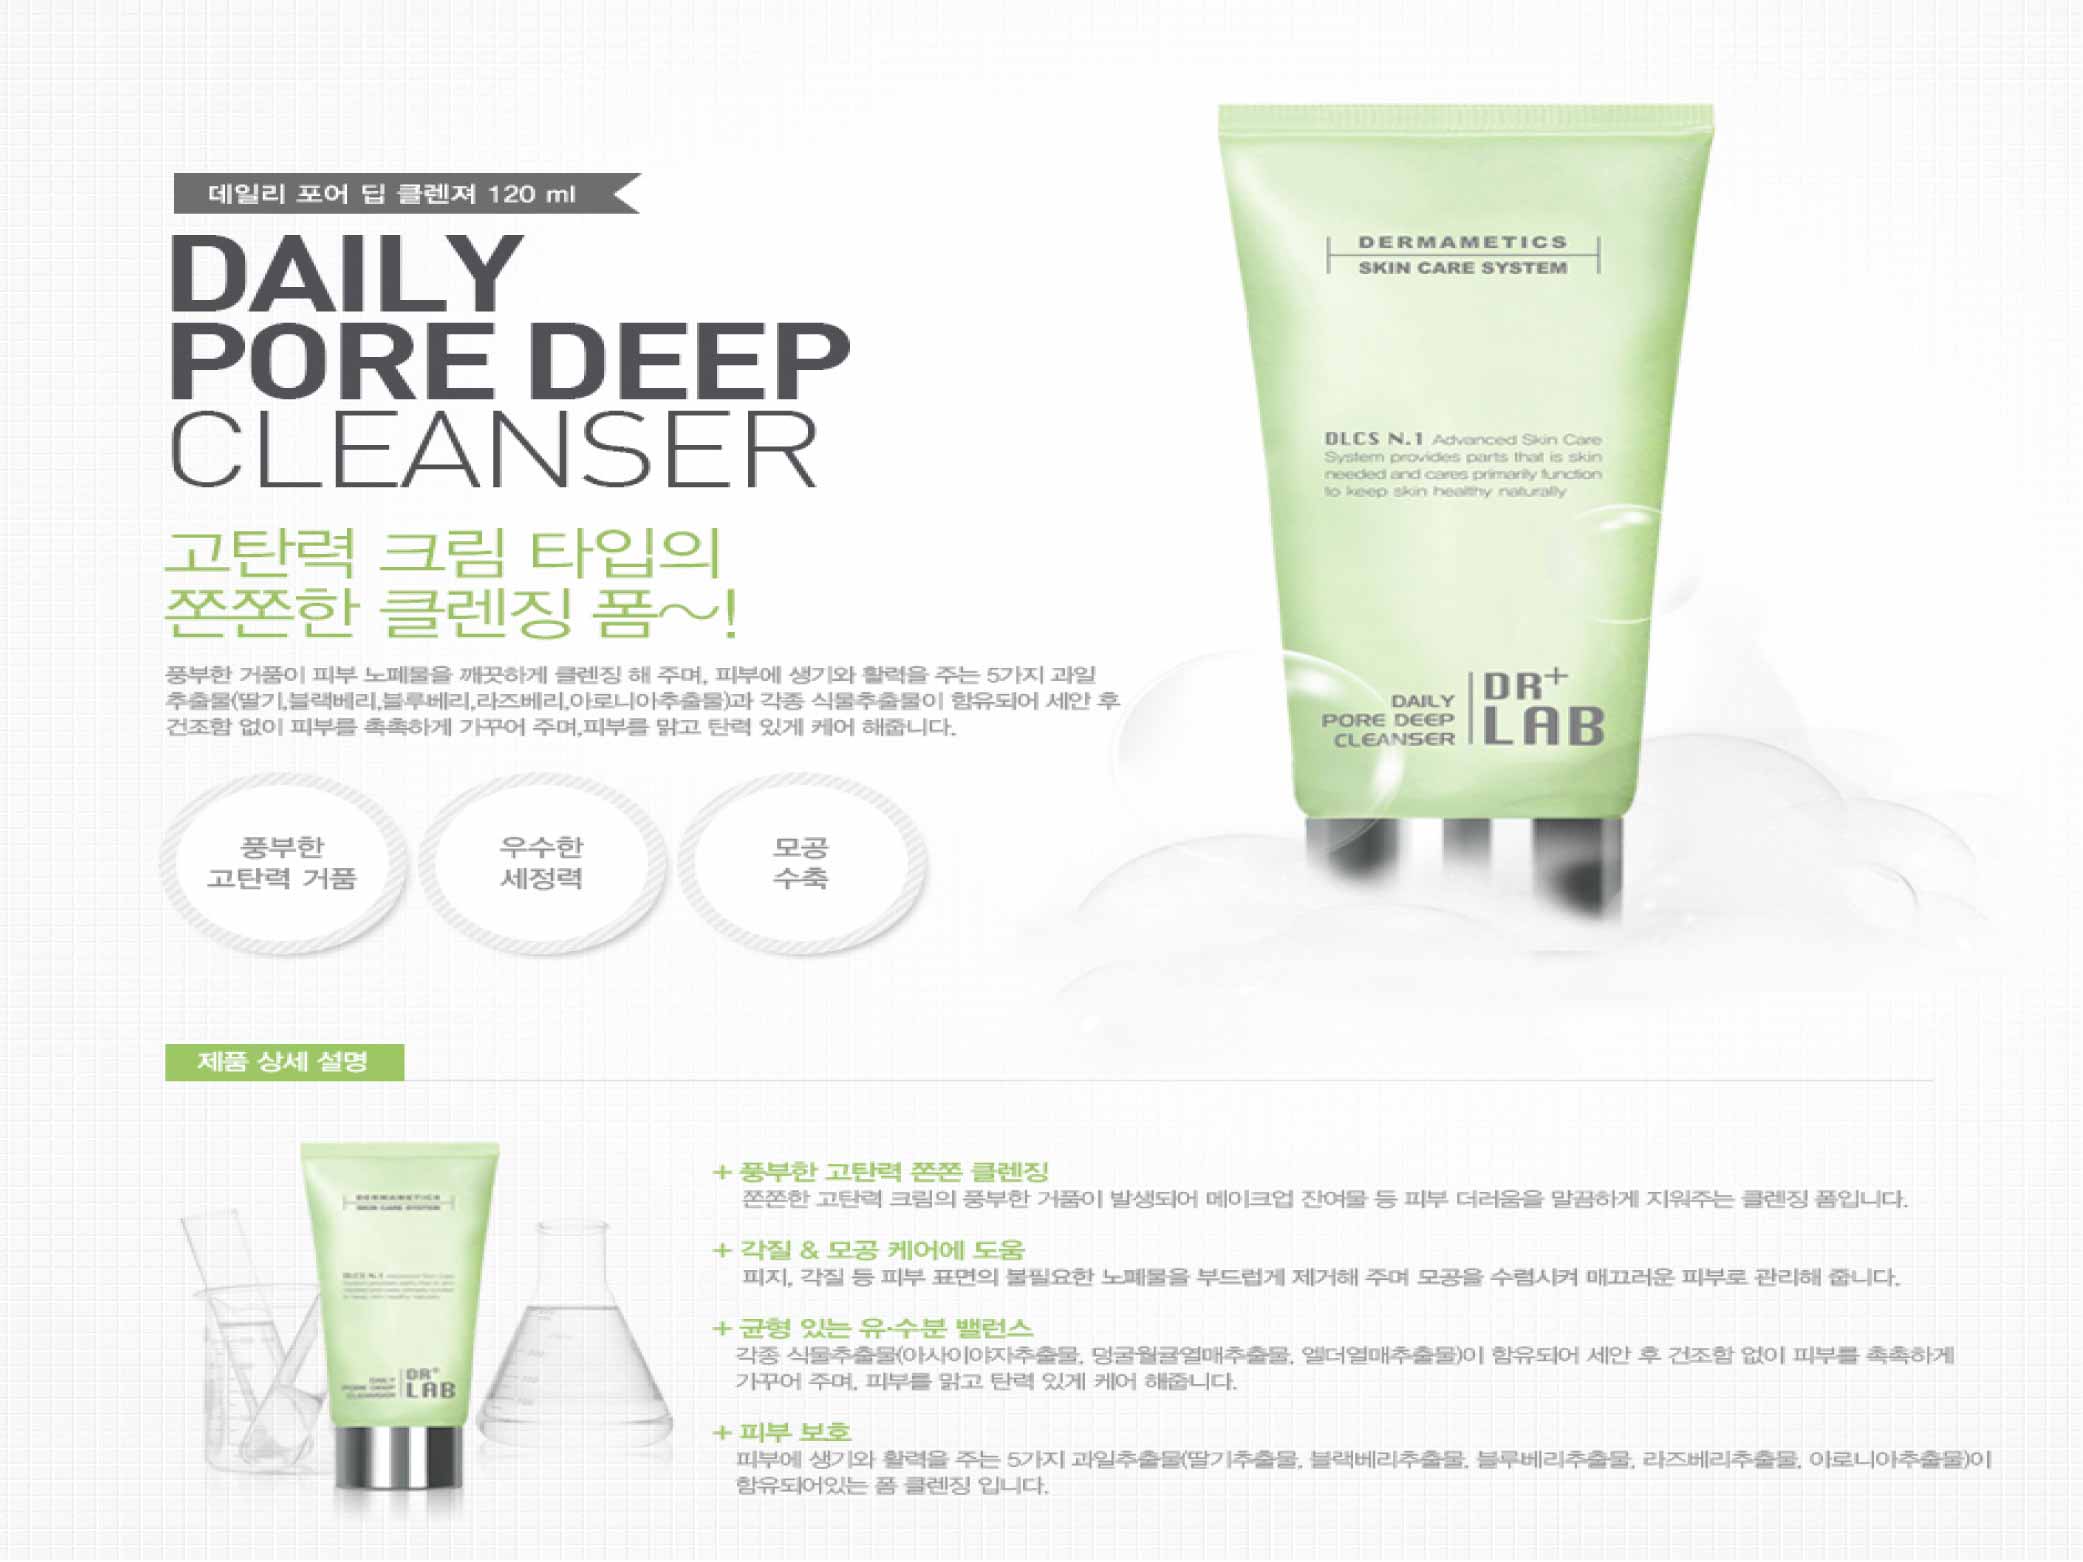 데일리 포어 딥 클렌져 120 ml
DAILY
PORE DEEP
CLEANSER
고탄력 크림 타입의
쫀쫀한 클렌징 폼~!
풍부한 거품이 피부 노폐물을 깨끗하게 클렌징 해 주며, 피부에 생기와 활력을 주는 5가지 과일
추출물(딸기,블랙베리,블루베리,라즈베리,아로니아추출물)과 각종 식물추출물이 함유되어 세안 후
건조함 없이 피부를 촉촉하게 가꾸어 주며,피부를 맑고 탄력 있게 케어 해줍니다.
풍부한
고탄력 거품
우수한
세정력
모공
수축
DERMAMETICS
SKIN CARE SYSTEM
DLCS N.1 Advanced Skin Care
System provides parts that is skin
needed and cares primarily function
to keep skin healthy naturally
DAILY
PORE DEEP
CLEANSER
DR+
LAB
제품 상세 설명
DERMAMETICS
SKIN CARE SYSTEM
DAILY
PORE DEEP
CLEANSER
DR+
LAB
+ 풍부한 고탄력 쫀쫀 클렌징
쫀쫀한 고탄력 크림의 풍부한 거품이 발생되어 메이크업 잔여물 등 피부 더러움을 말끔하게 지워주는 클렌징 폼입니다.
+ 각질 & 모공 케어에 도움
피지, 각질 등 피부 표면의 불필요한 노폐물을 부드럽게 제거해 주며 모공을 수렴시켜 매끄러운 피부로 관리해 줍니다.
+ 균형 있는 유·수분 밸런스
각종 식물추출물(아사이야자추출물, 덩굴월귤열매추출물, 엘더열매추출물)이 함유되어 세안 후 건조함 없이 피부를 촉촉하게
가꾸어 주며, 피부를 맑고 탄력 있게 케어 해줍니다.
+ 피부 보호
피부에 생기와 활력을 주는 5가지 과일추출물(딸기추출물, 블랙베리추출물, 블루베리추출물, 라즈베리추출물, 아로니아추출물)이
함유되어있는 폼 클렌징 입니다.